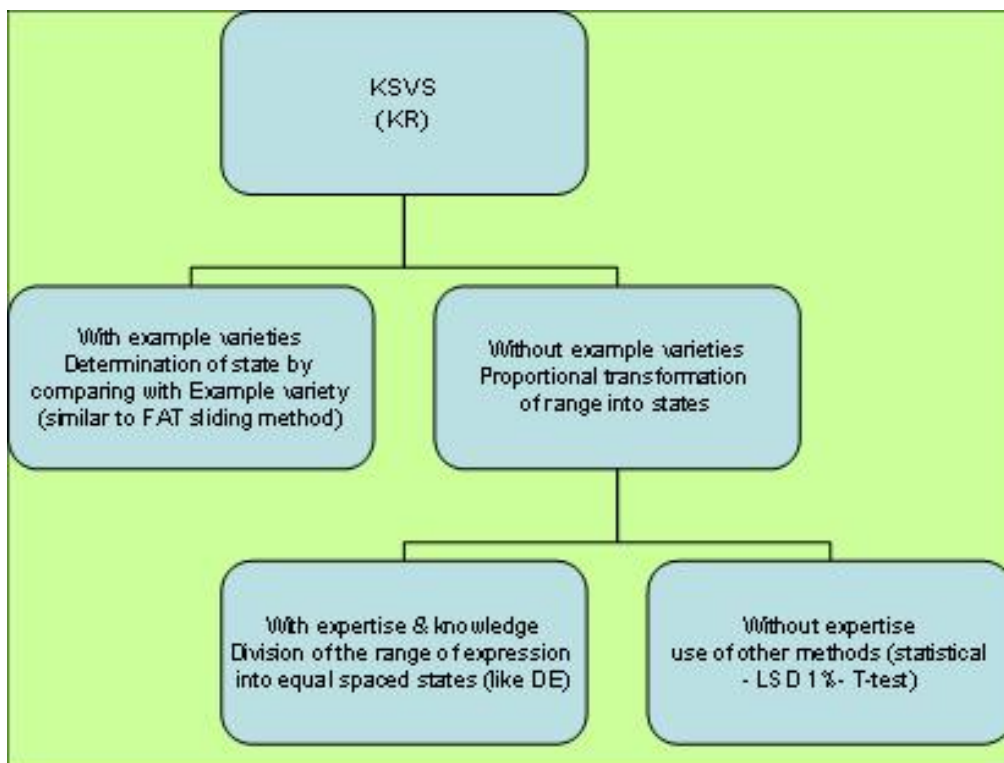 KSVS
(KR)
With example varieties
Determination of state by
comparing with Example variety
(similar to FAT sliding method)
Without example varieties
Proportional transformation
of range into states
With expertise & knowledge
Division of the range of expression
into equal spaced states (like DE)
Without expertise
use of other methods (statistical
- LSD 1%- T-test)